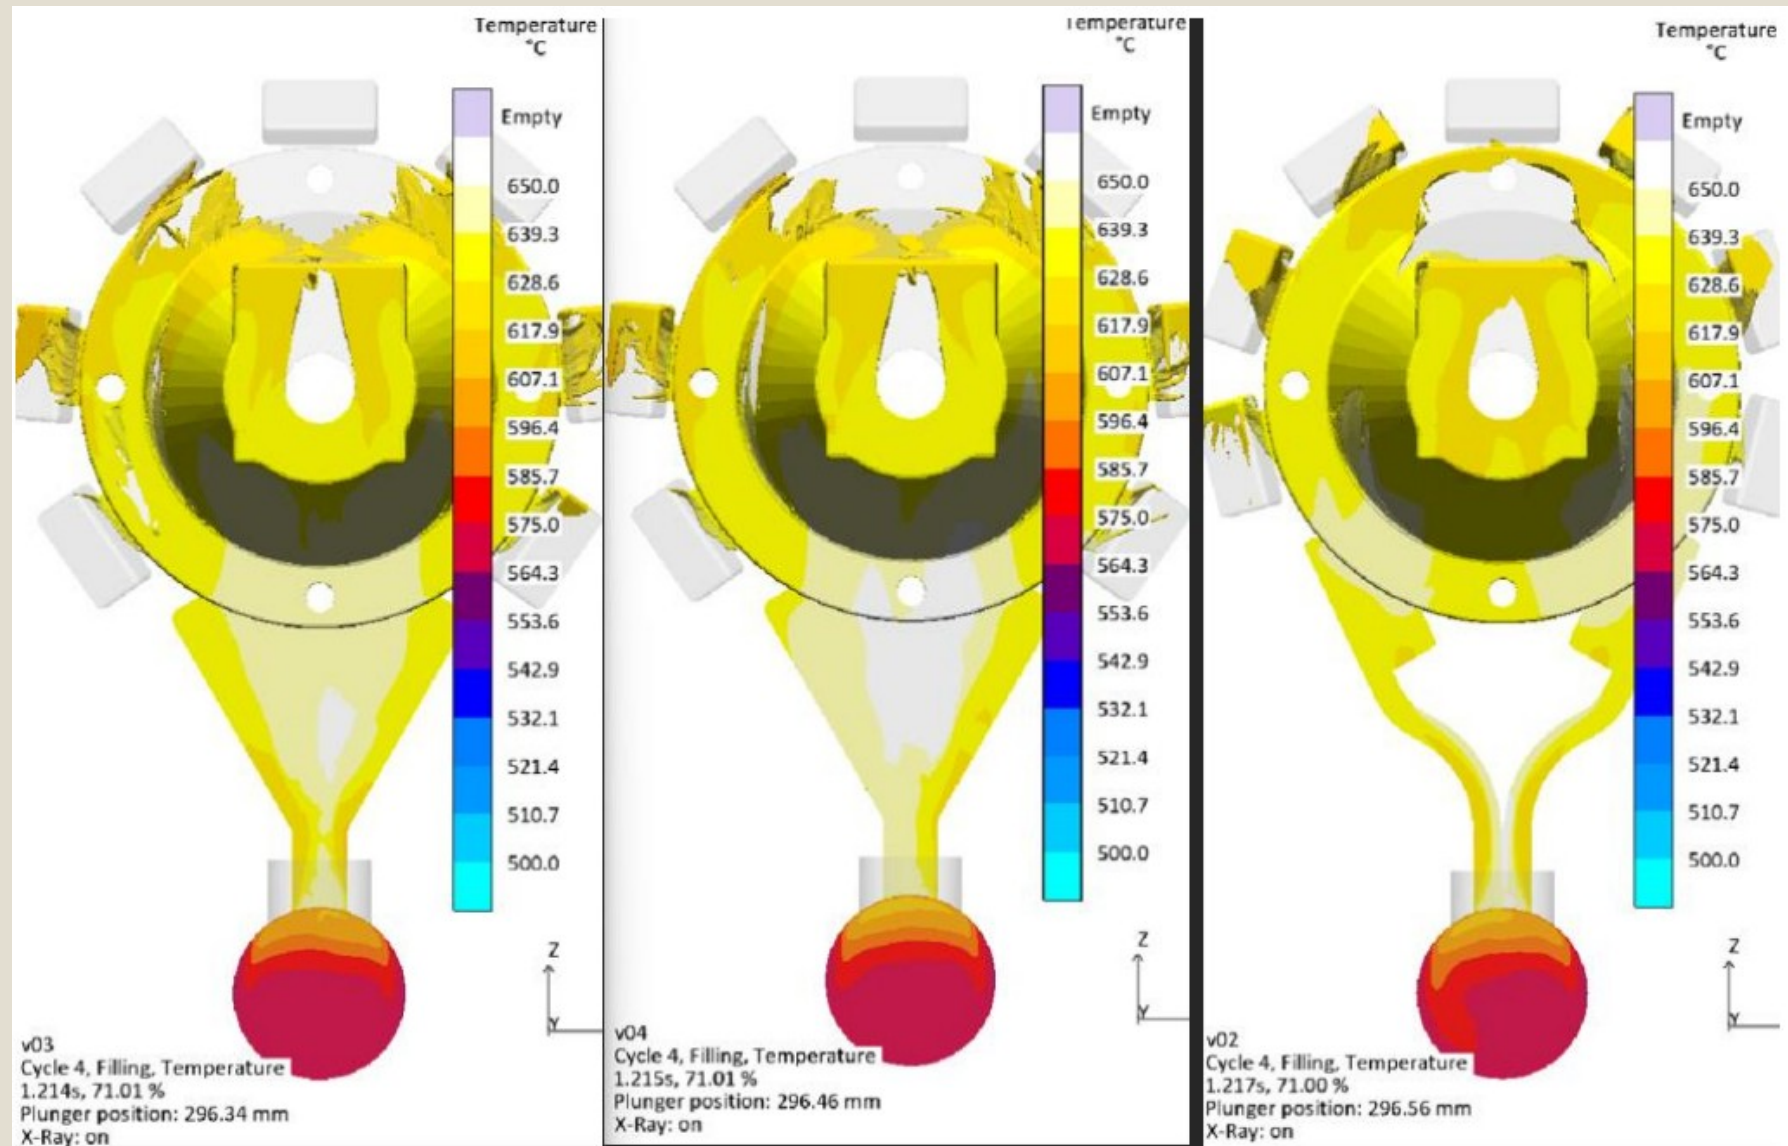 Temperature
°C
Empty
650.0
639.3
628.6
617.9
607.1
596.4
585.7
575.0
564.3
553.6
542.9
532.1
521.4
510.7
500.0
Z
Y
v03
Cycle 4, Filling, Temperature
1.214s, 71.01 %
Plunger position: 296.34 mm
X-Ray: on
Temperature
°C
Empty
650.0
639.3
628.6
617.9
607.1
596.4
585.7
575.0
564.3
553.6
542.9
532.1
521.4
510.7
500.0
Z
Y
v04
Cycle 4, Filling, Temperature
1.215s, 71.01 %
Plunger position: 296.46 mm
X-Ray: on
Temperature
°C
Empty
650.0
639.3
628.6
617.9
607.1
596.4
585.7
575.0
564.3
553.6
542.9
532.1
521.4
510.7
500.0
Z
Y
v02
Cycle 4, Filling, Temperature
1.217s, 71.00 %
Plunger position: 296.56 mm
X-Ray: on